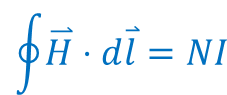 ∮ H⃗ · dl⃗ = NI